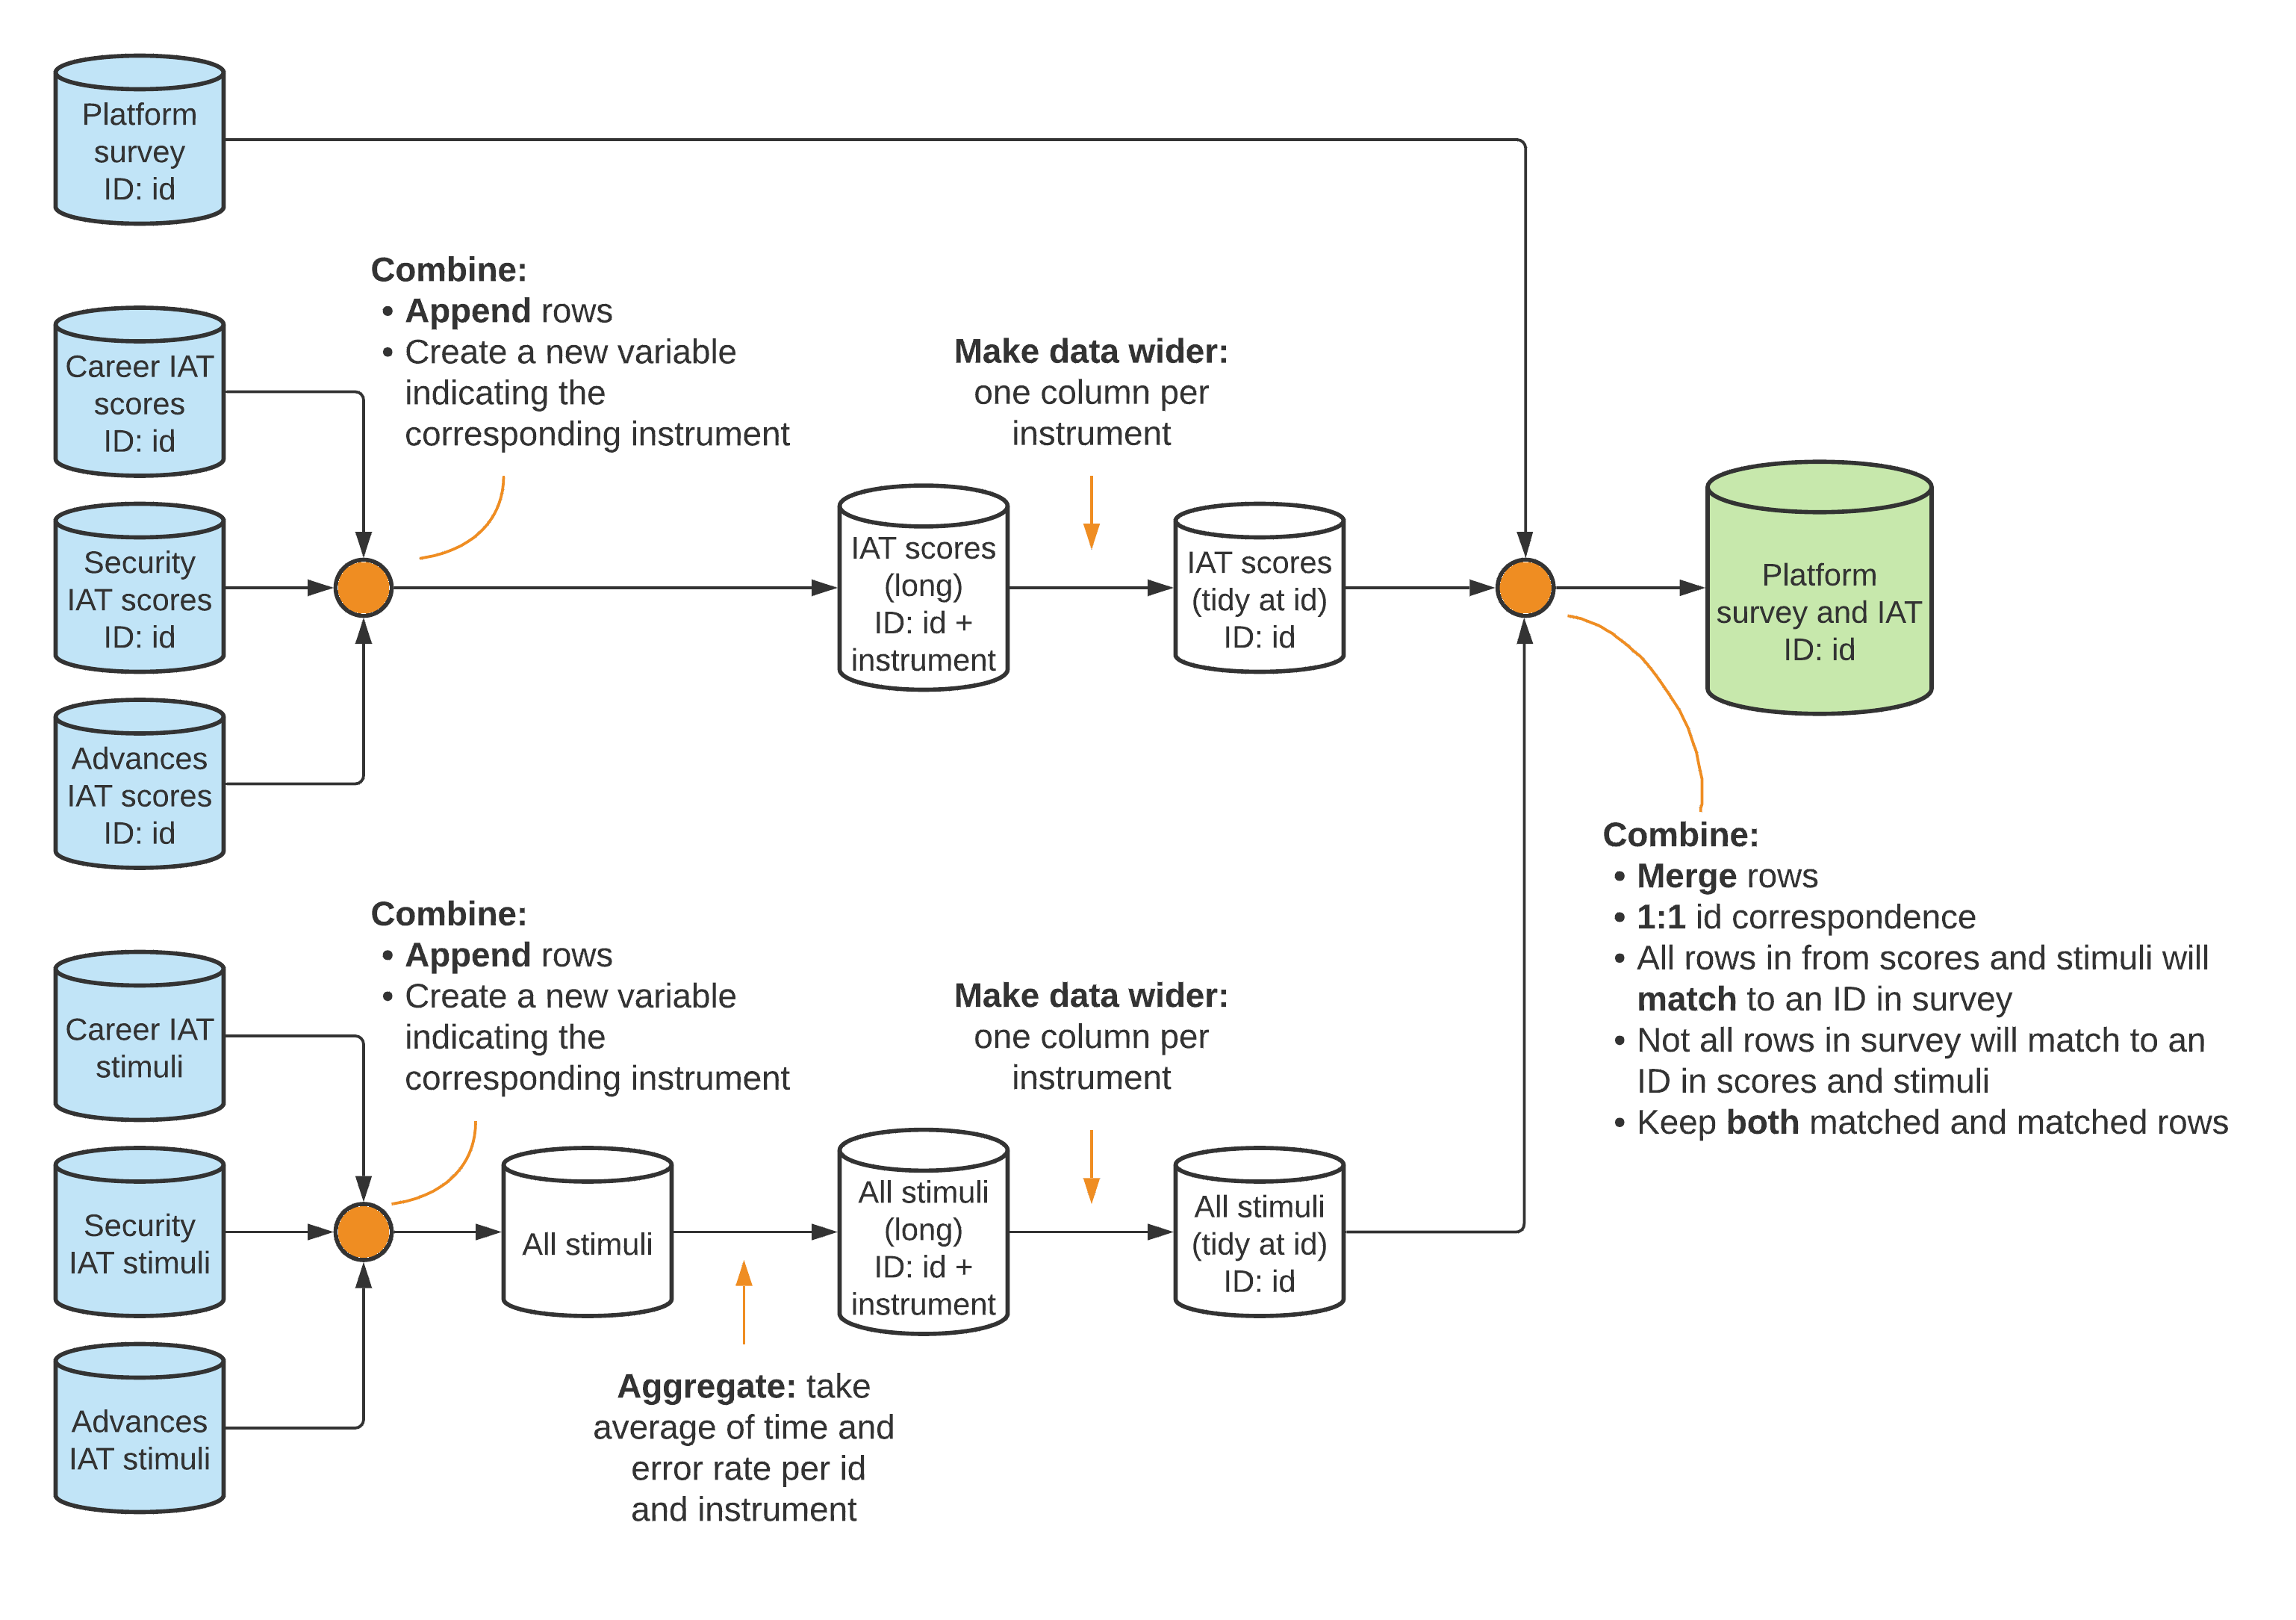 Platform
survey
ID: id
Combine:
• Append rows
• Create a new variable
indicating the
corresponding instrument
Career IAT
scores
ID: id
Make data wider:
one column per
instrument
Security
IAT scores
ID: id
IAT scores
(long)
ID: id +
instrument
IAT scores
(tidy at id)
ID: id
Platform
survey and IAT
ID: id
Advances
IAT scores
ID: id
Combine:
• Merge rows
• 1:1 id correspondence
• All rows in from scores and stimuli will
match to an ID in survey
• Not all rows in survey will match to an
ID in scores and stimuli
• Keep both matched and matched rows
Combine:
• Append rows
• Create a new variable
indicating the
corresponding instrument
Career IAT
stimuli
Make data wider:
one column per
instrument
Security
IAT stimuli
All stimuli
All stimuli
(long)
ID: id +
instrument
All stimuli
(tidy at id)
ID: id
Advances
IAT stimuli
Aggregate: take
average of time and
error rate per id
and instrument